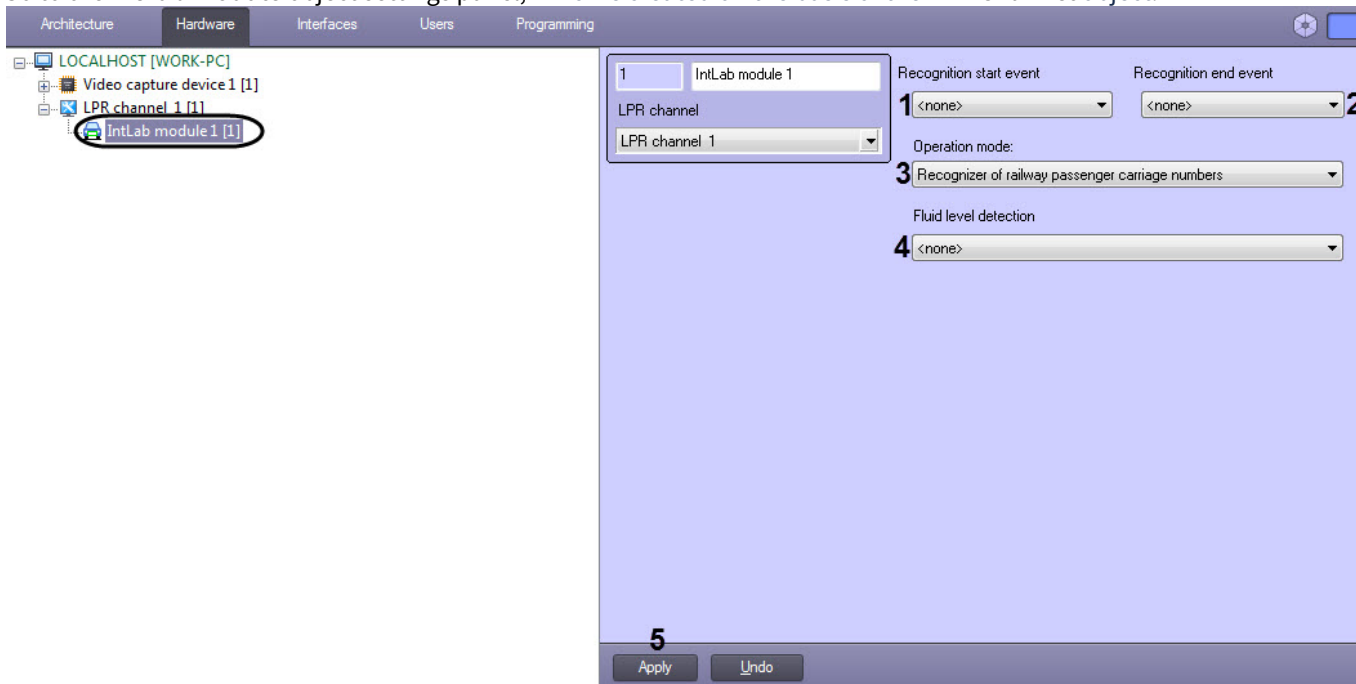 Architecture Hardware Interfaces Users Programming
LOCALHOST [WORK-PC]
Video capture device 1 [1]
LPR channel 1 [1]
IntLab module 1 [1]
1 IntLab module 1
LPR channel
LPR channel 1
Recognition start event Recognition end event
1 <none> <none> 2
Operation mode:
3 Recognizer of railway passenger carriage numbers
Fluid level detection
4 <none>
5
Apply Undo